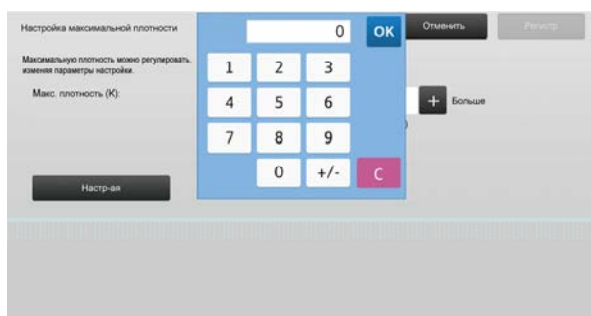 Настройка максимальной плотности
0
OK
Отменить
Регистр
Максимальную плотность можно регулировать,
изменяя параметры настройки.
Макс. плотность (K):
1 2 3
4 5 6
7 8 9
0 +/- C
+ Больше
)
Настр-ая